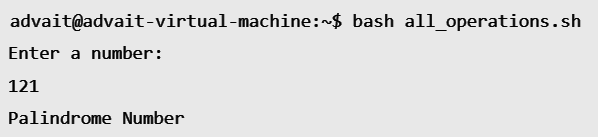 advait@advait-virtual-machine:~$ bash all_operations.sh
Enter a number:
121
Palindrome Number